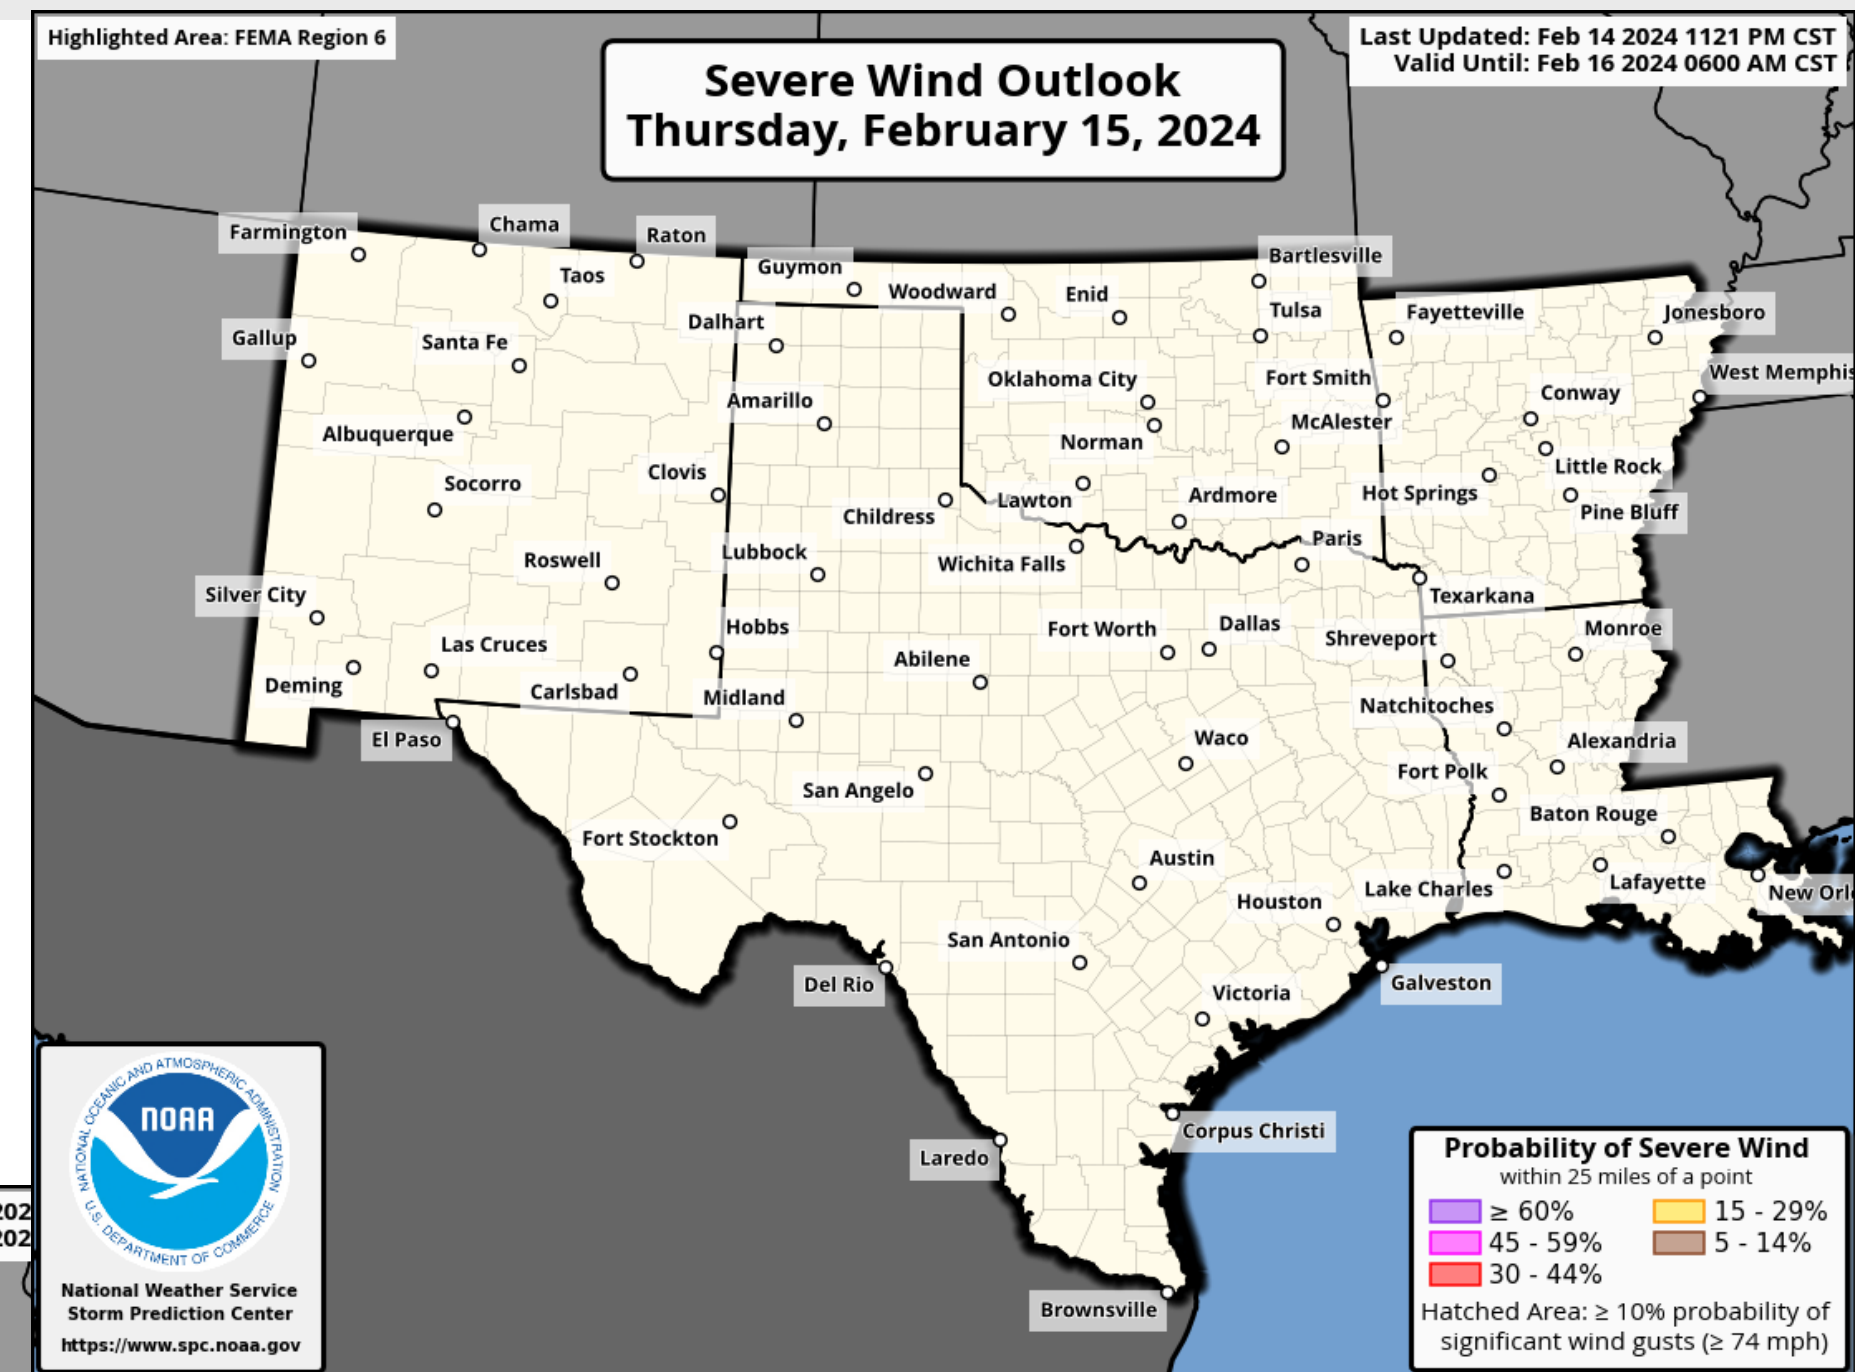 Highlighted Area: FEMA Region 6
Severe Wind Outlook
Thursday, February 15, 2024
Last Updated: Feb 14 2024 1121 PM CST
Valid Until: Feb 16 2024 0600 AM CST
Farmington
Chama
Raton
Taos
Guymon
Woodward
Enid
Bartlesville
Tulsa
Fayetteville
Jonesboro
Gallup
Santa Fe
Dalhart
Oklahoma City
Fort Smith
Conway
West Memphis
Albuquerque
Amarillo
Norman
McAlester
Little Rock
Socorro
Clovis
Childress
Lawton
Ardmore
Hot Springs
Pine Bluff
Roswell
Lubbock
Wichita Falls
Paris
Texarkana
Silver City
Las Cruces
Hobbs
Abilene
Fort Worth
Dallas
Shreveport
Monroe
Deming
Carlsbad
Midland
Natchitoches
El Paso
Waco
Alexandria
San Angelo
Fort Polk
Fort Stockton
Baton Rouge
Austin
Houston
Lake Charles
Lafayette
New Orl
San Antonio
Del Rio
Victoria
Galveston
Corpus Christi
Laredo
Brownsville
202
202
NATIONAL OCEANIC AND ATMOSPHERIC ADMINISTRATION
NOAA
U.S. DEPARTMENT OF COMMERCE
National Weather Service
Storm Prediction Center
https://www.spc.noaa.gov
Probability of Severe Wind
within 25 miles of a point
≥ 60%
15 - 29%
45 - 59%
5 - 14%
30 - 44%
Hatched Area: ≥ 10% probability of
significant wind gusts (≥ 74 mph)